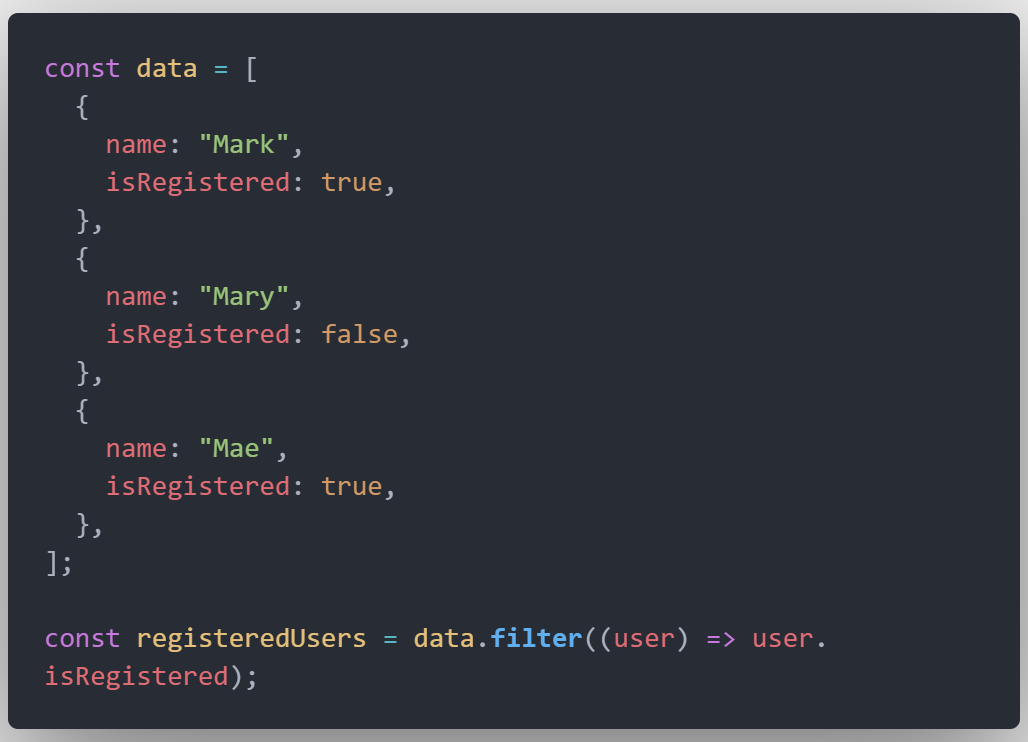 const data = [
  {
    name: "Mark",
    isRegistered: true,
  },
  {
    name: "Mary",
    isRegistered: false,
  },
  {
    name: "Mae",
    isRegistered: true,
  },
];

const registeredUsers = data.filter((user) => user.
isRegistered);